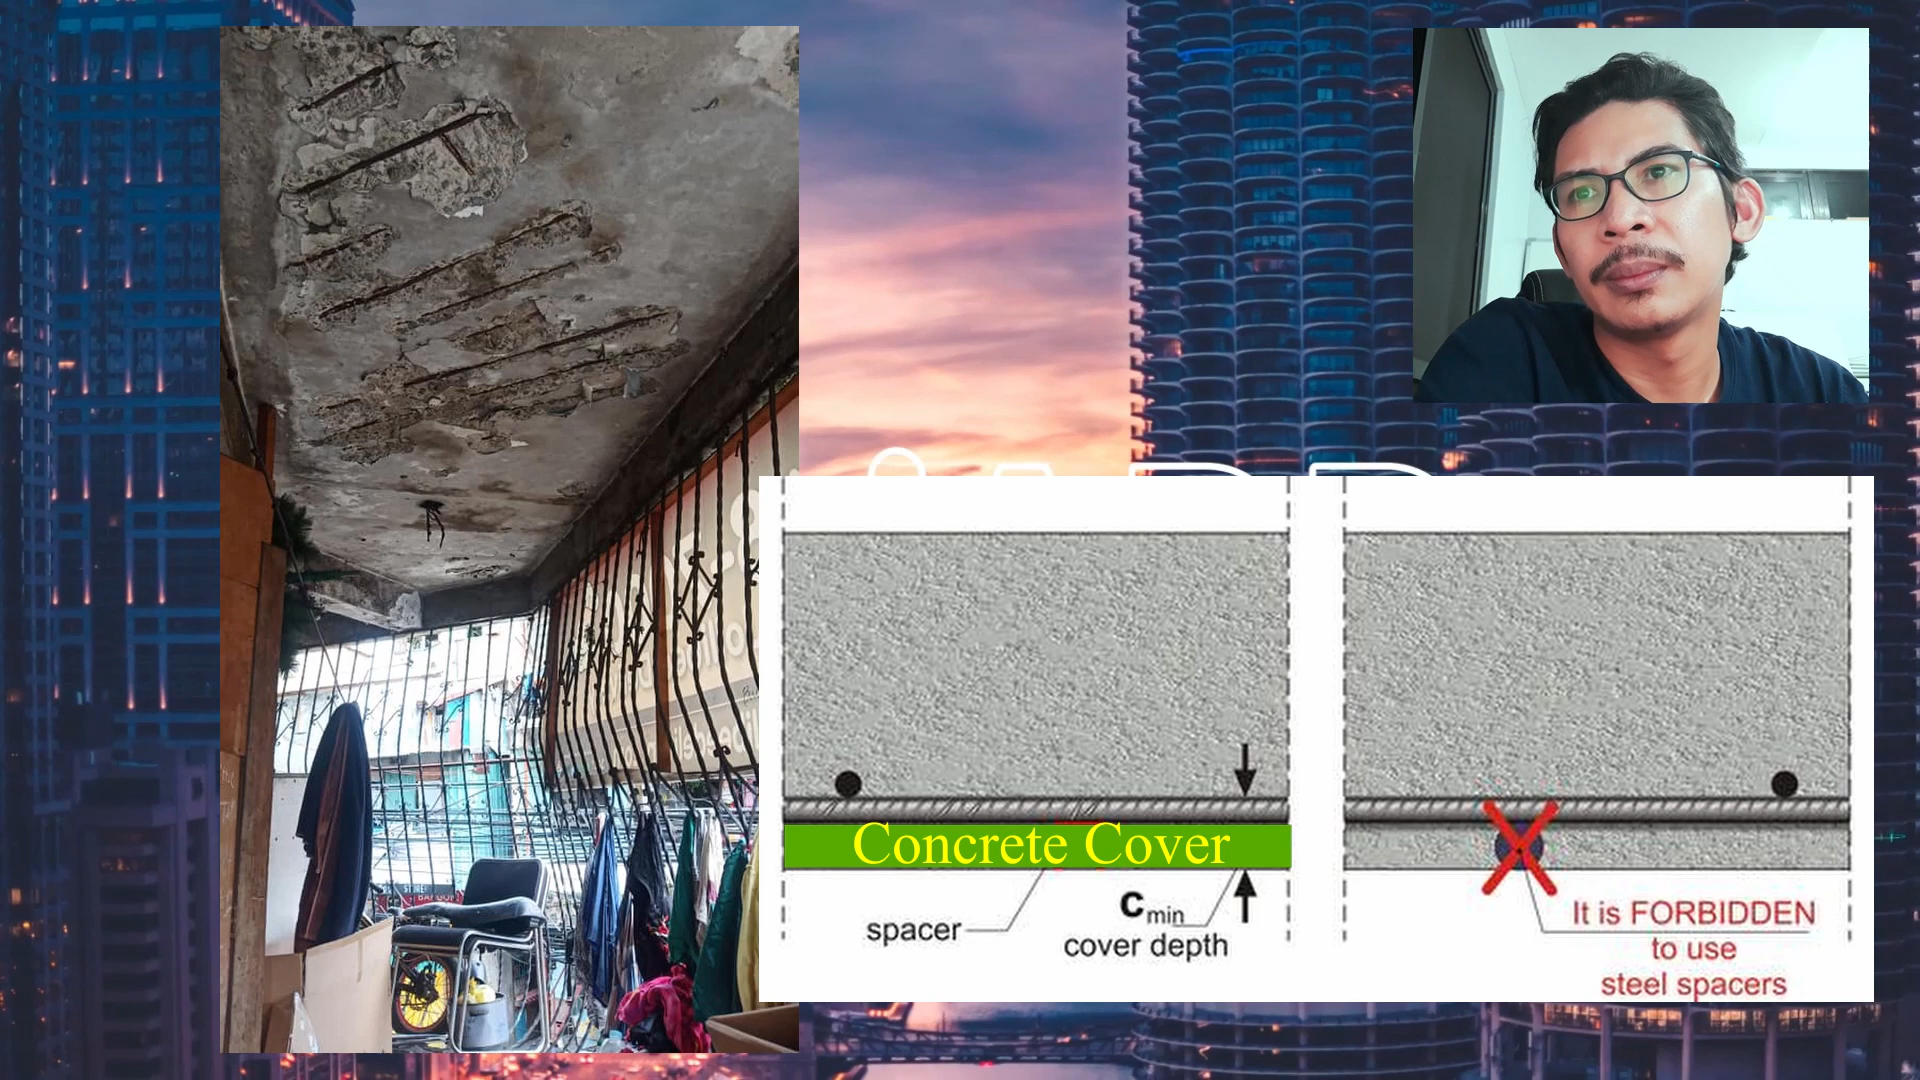 Concrete Cover
spacer
cmin
cover depth
It is FORBIDDEN
to use
steel spacers